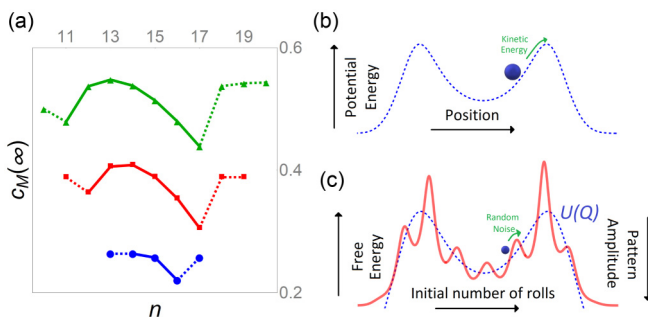 (a)
11 13 15 17 19
0.6
0.4
0.2
c_M(∞)
n
(b)
Potential
Energy
Kinetic
Energy
Position
(c)
Free
Energy
Random
Noise
U(Q)
Pattern
Amplitude
Initial number of rolls